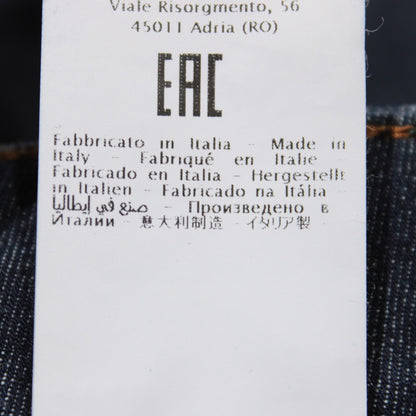 Viale Risorgmento, 56
45011 Adria (RO)
EAC
Fabbricato in Italia - Made in
Italy - Fabriqué en Italie
Fabricado en Italia - Hergestellt
in Italien - Fabricado na Itália -
صنع في إيطاليا - Произведено в
Италии - 意大利制造 - イタリア製 -